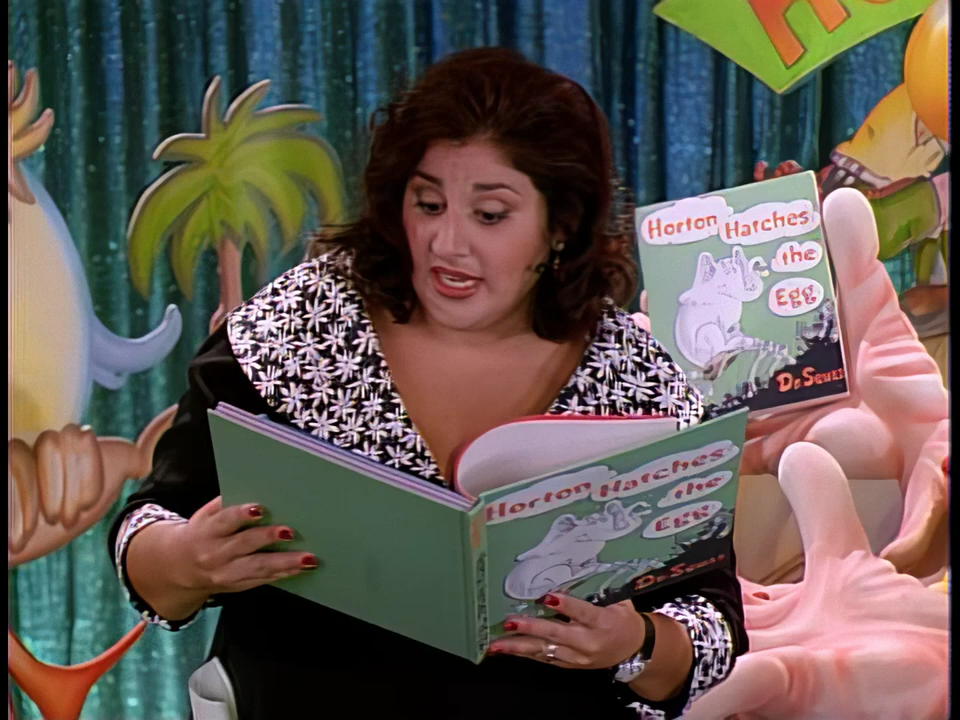 Horton
Hatches
the
Egg
Dr. Seuss
Horton Hatches
the
Egg
Dr. Seuss